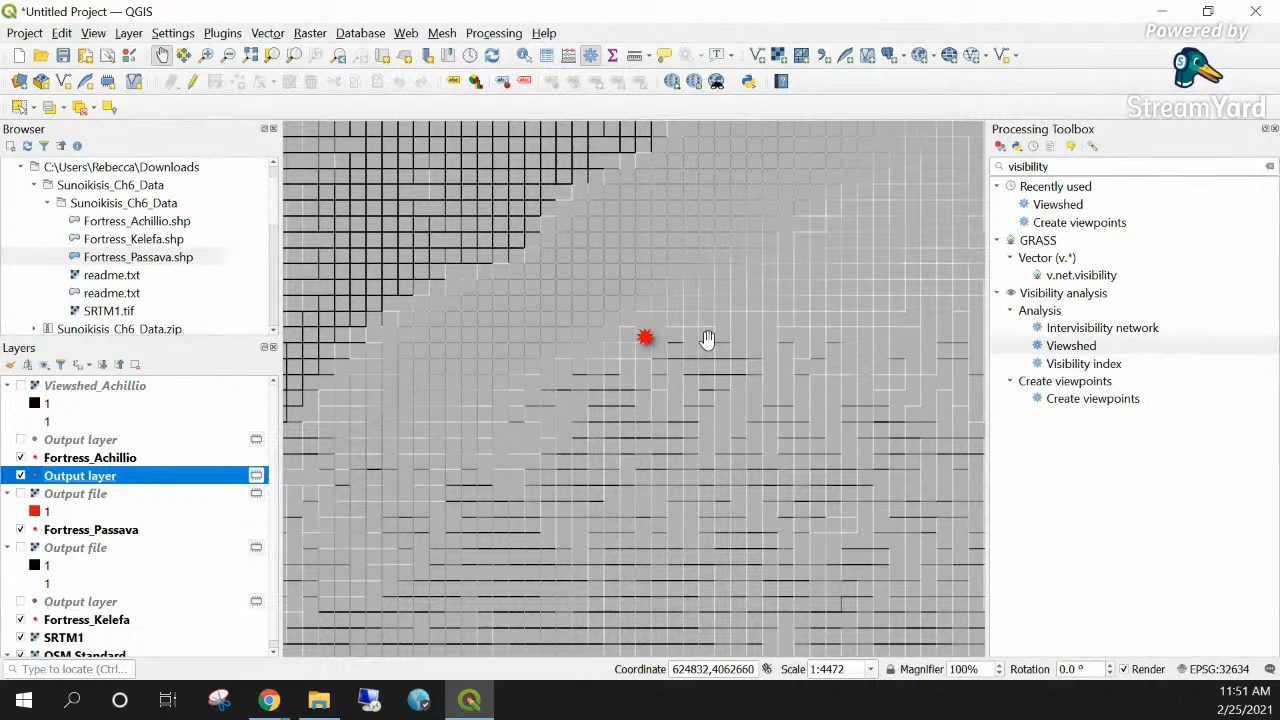 *Untitled Project — QGIS
Project Edit View Layer Settings Plugins Vector Raster Database Web Mesh Processing Help
Powered by
StreamYard
Browser
C:\Users\Rebecca\Downloads
Sunoikisis_Ch6_Data
Sunoikisis_Ch6_Data
Fortress_Achillio.shp
Fortress_Kelefa.shp
Fortress_Passava.shp
readme.txt
readme.txt
SRTM1.tif
Sunoikisis_Ch6_Data.zip
Layers
Viewshed_Achillio
1
1
Output layer
Fortress_Achillio
Output layer
Output file
1
Fortress_Passava
Output file
1
1
Output layer
Fortress_Kelefa
SRTM1
OSM Standard
Processing Toolbox
visibility
Recently used
Viewshed
Create viewpoints
GRASS
Vector (v.*)
v.net.visibility
Visibility analysis
Analysis
Intervisibility network
Viewshed
Visibility index
Create viewpoints
Create viewpoints
Type to locate (Ctrl... Coordinate 624832,4062660 Scale 1:4472 Magnifier 100% Rotation 0.0 ° Render EPSG:32634
11:51 AM
2/25/2021